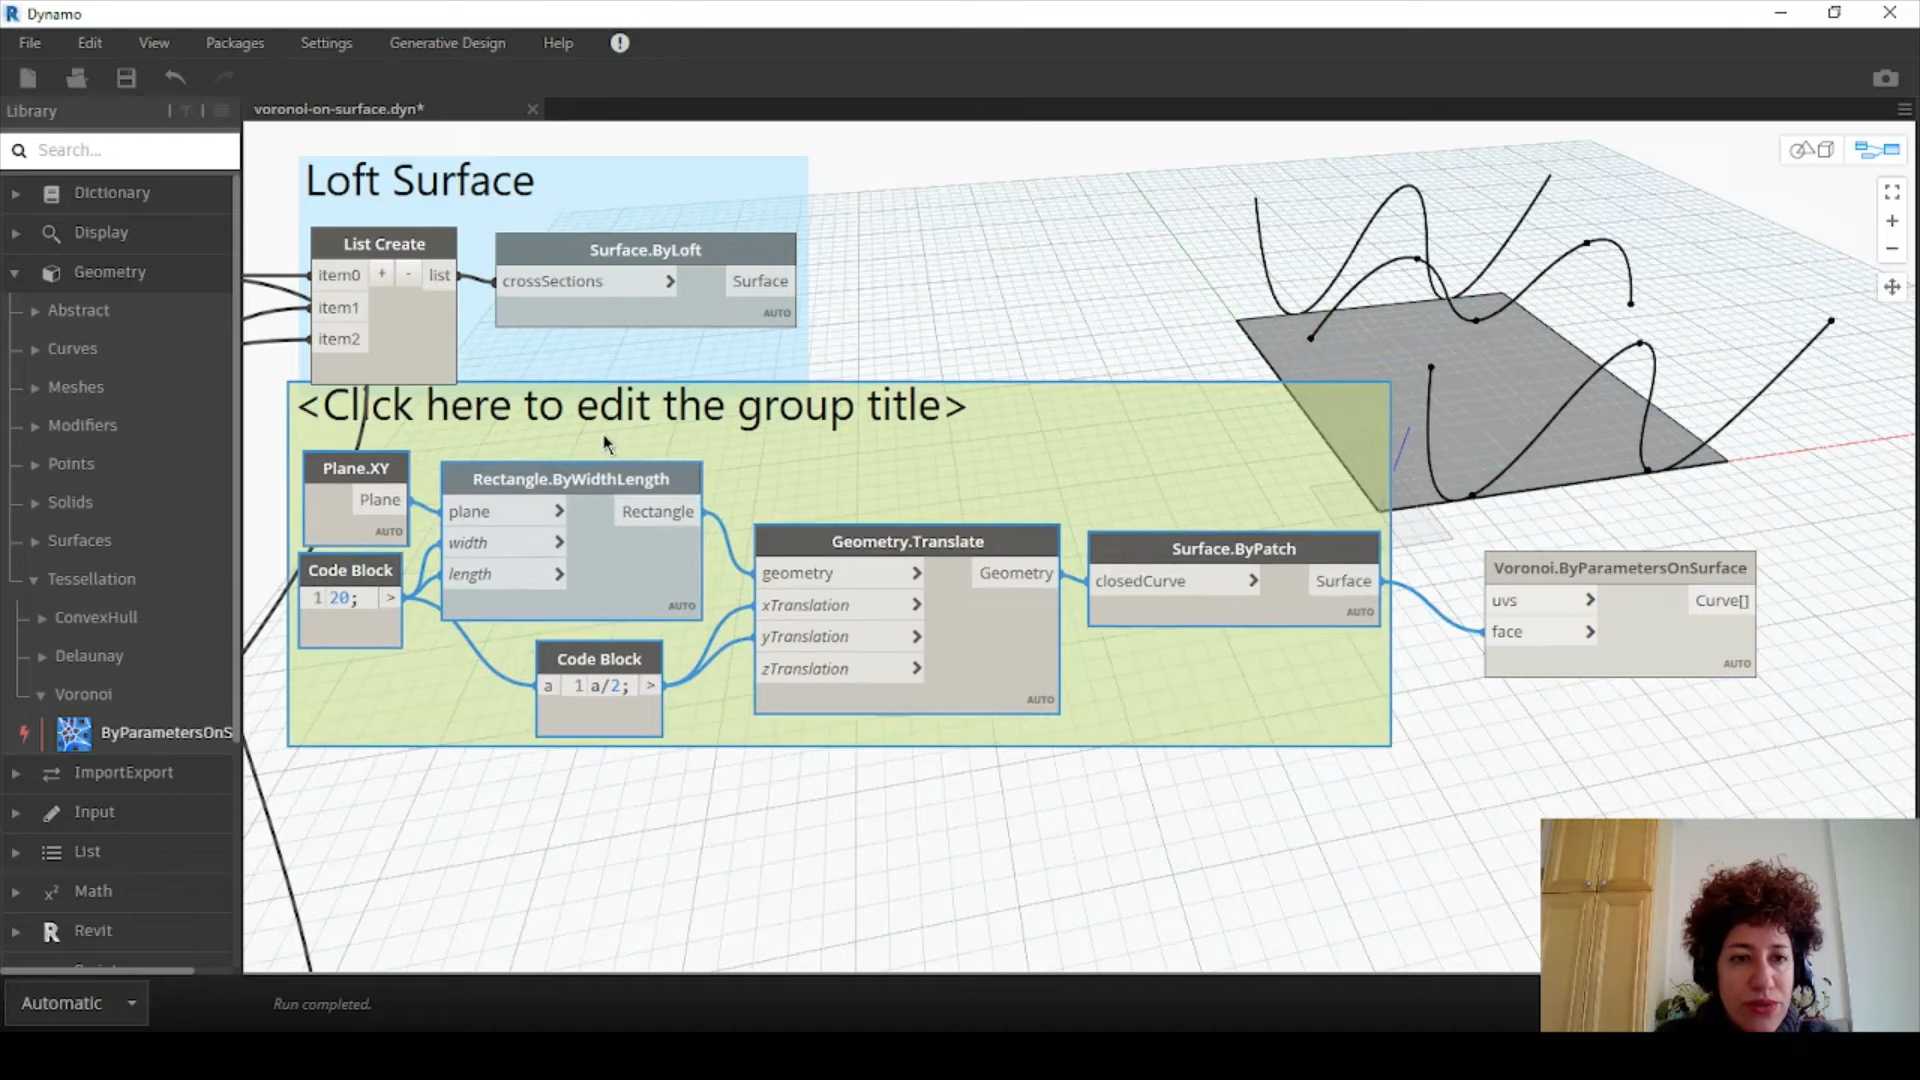 R Dynamo
File Edit View Packages Settings Generative Design Help
Library
voronoi-on-surface.dyn*
Search...
Dictionary
Display
Geometry
Abstract
Curves
Meshes
Modifiers
Points
Solids
Surfaces
Tessellation
ConvexHull
Delaunay
Voronoi
ByParametersOnS
ImportExport
Input
List
Math
R Revit
Loft Surface
List Create
item0 + - list
item1
item2
Surface.ByLoft
crossSections > Surface
AUTO
<Click here to edit the group title>
Plane.XY
Plane
AUTO
Code Block
1 20; >
Rectangle.ByWidthLength
plane > Rectangle
width >
length >
AUTO
Code Block
a 1 a/2; >
Geometry.Translate
geometry > Geometry
xTranslation >
yTranslation >
zTranslation >
AUTO
Surface.ByPatch
closedCurve > Surface
AUTO
Voronoi.ByParametersOnSurface
uvs > Curve[]
face >
AUTO
Automatic
Run completed.